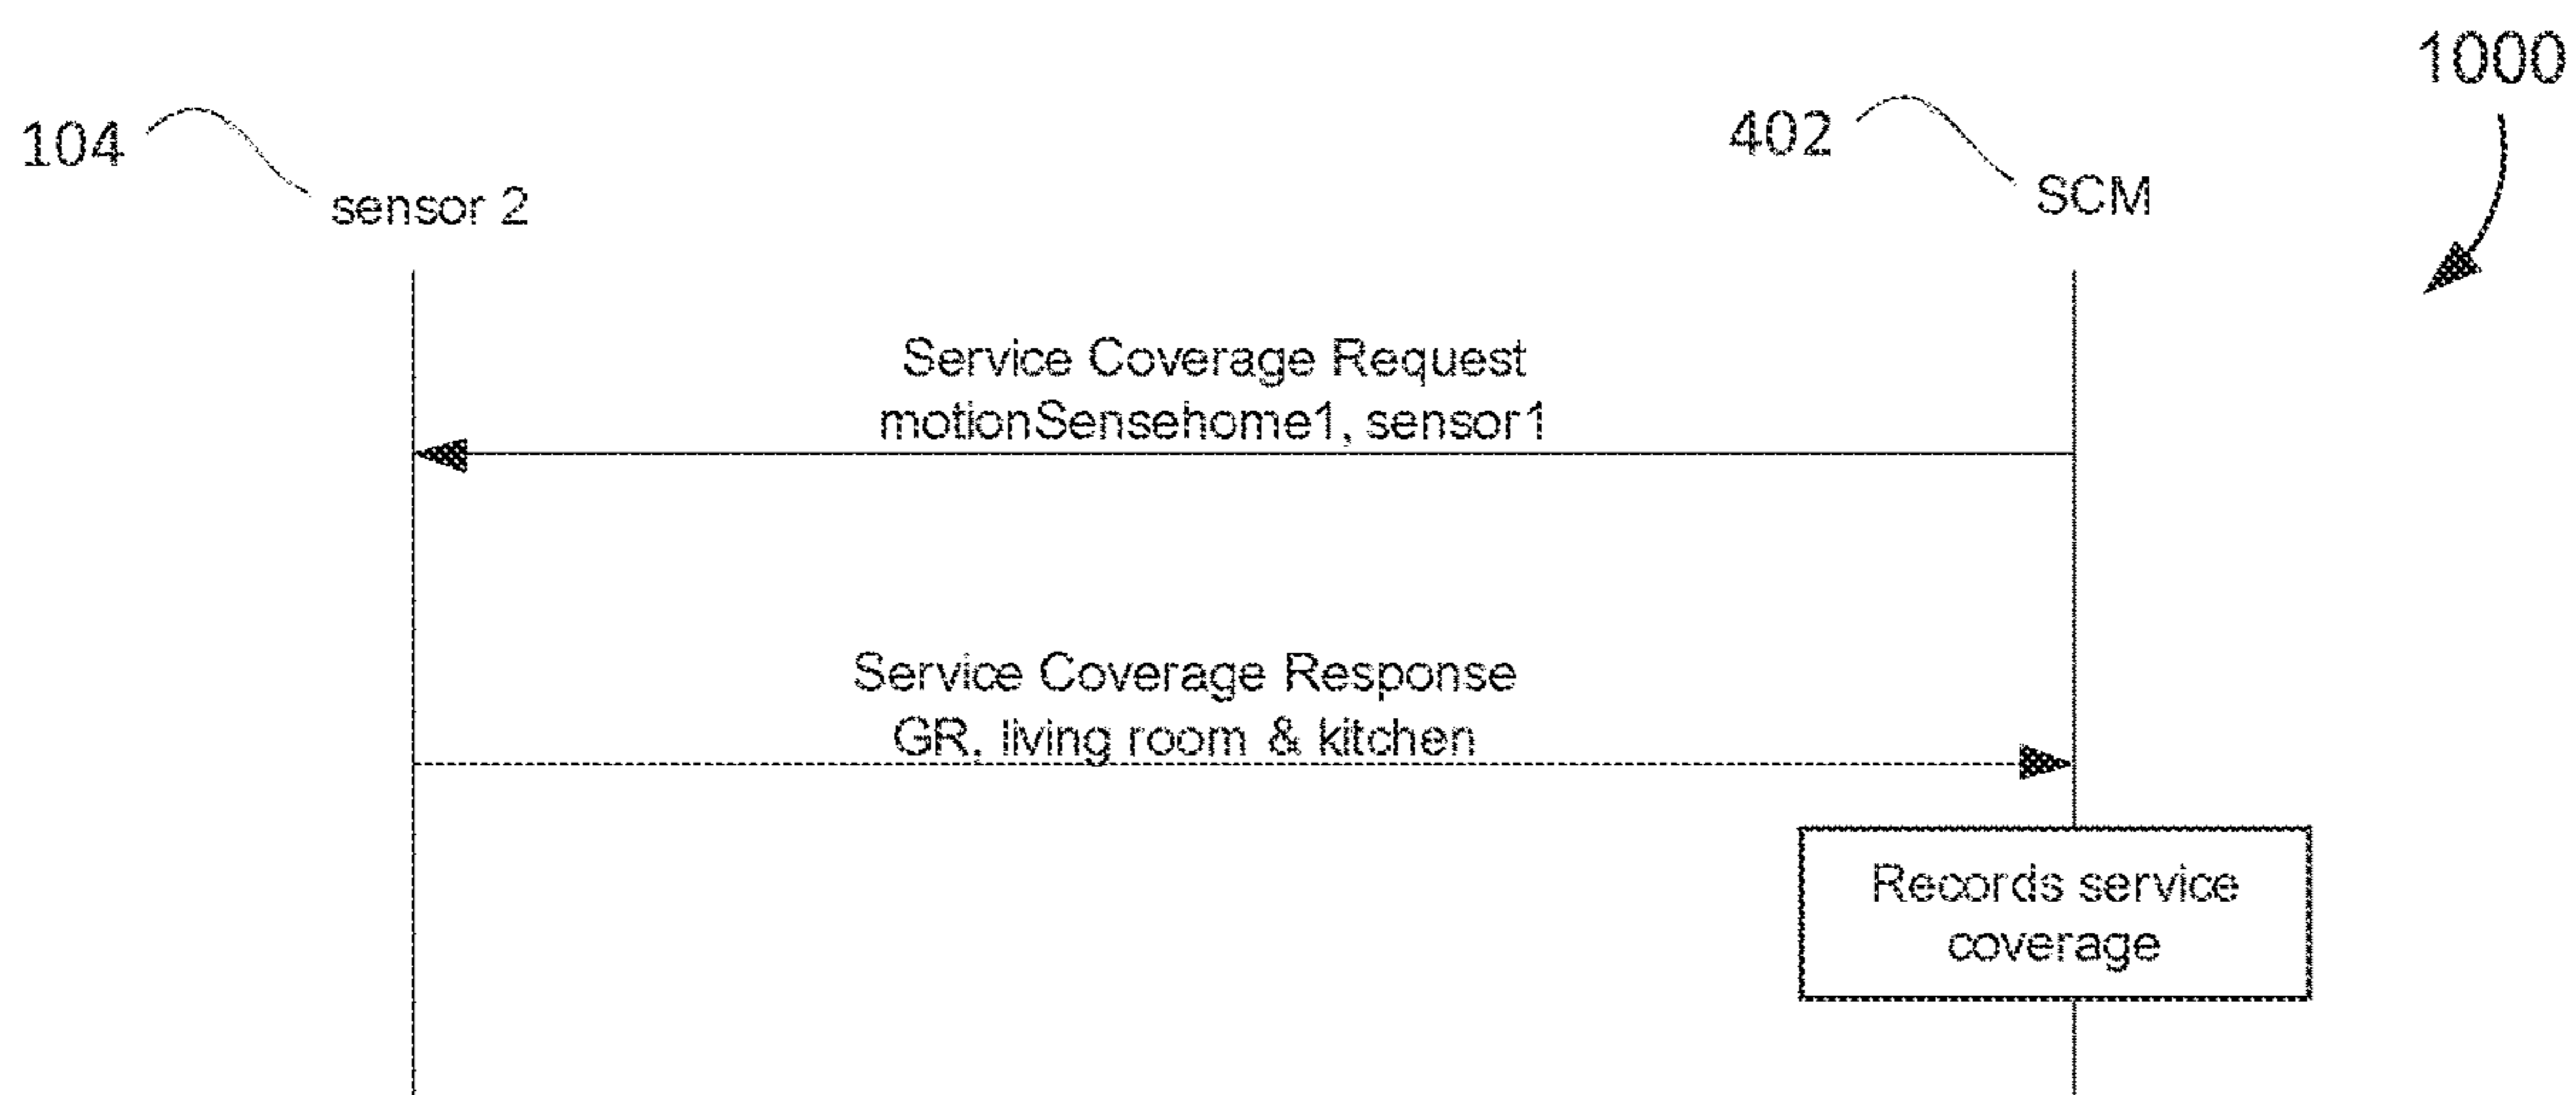 1000
104
402
sensor 2
SCM
Service Coverage Request
motionSensehome1, sensor1
Service Coverage Response
GR, living room & kitchen
Records service
coverage